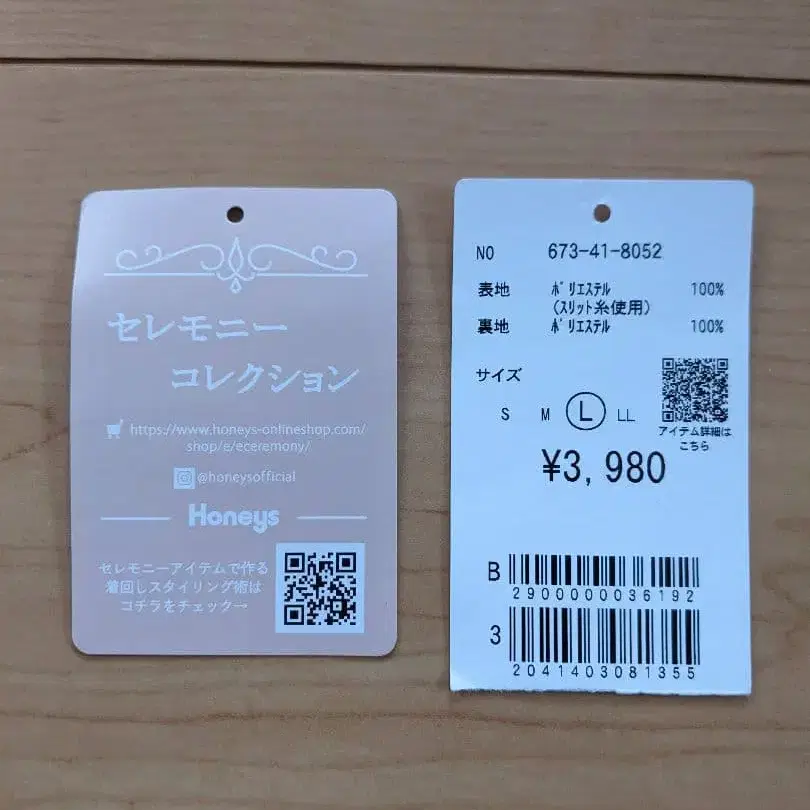 セレモニー
コレクション
https://www.honeys-onlineshop.com/
shop/e/eceremony/
@honeysofficial
Honeys
セレモニーアイテムで作る
着回しスタイリング術は
コチラをチェック→
NO 673-41-8052
表地 ﾎﾟﾘｴｽﾃﾙ 100%
(スリット糸使用)
裏地 ﾎﾟﾘｴｽﾃﾙ 100%
サイズ
S M L LL
アイテム詳細は
こちら
¥3,980
B
2900000036192
3
2041403081355